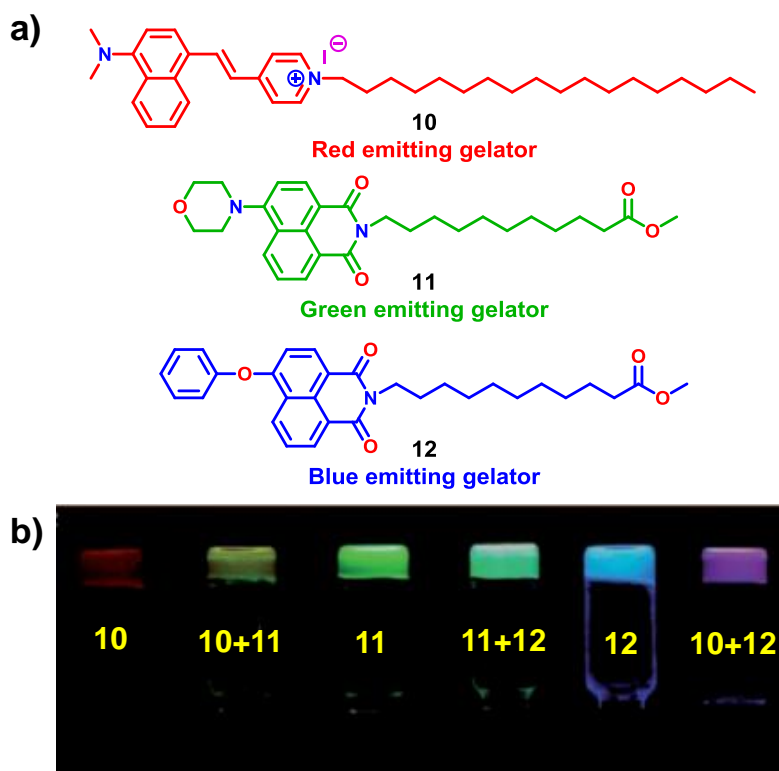 a)
N
I⊖
⊕
N
10
Red emitting gelator
O
N
O
N
O
O
O
11
Green emitting gelator
O
O
N
O
O
O
12
Blue emitting gelator
b)
10 10+11 11 11+12 12 10+12